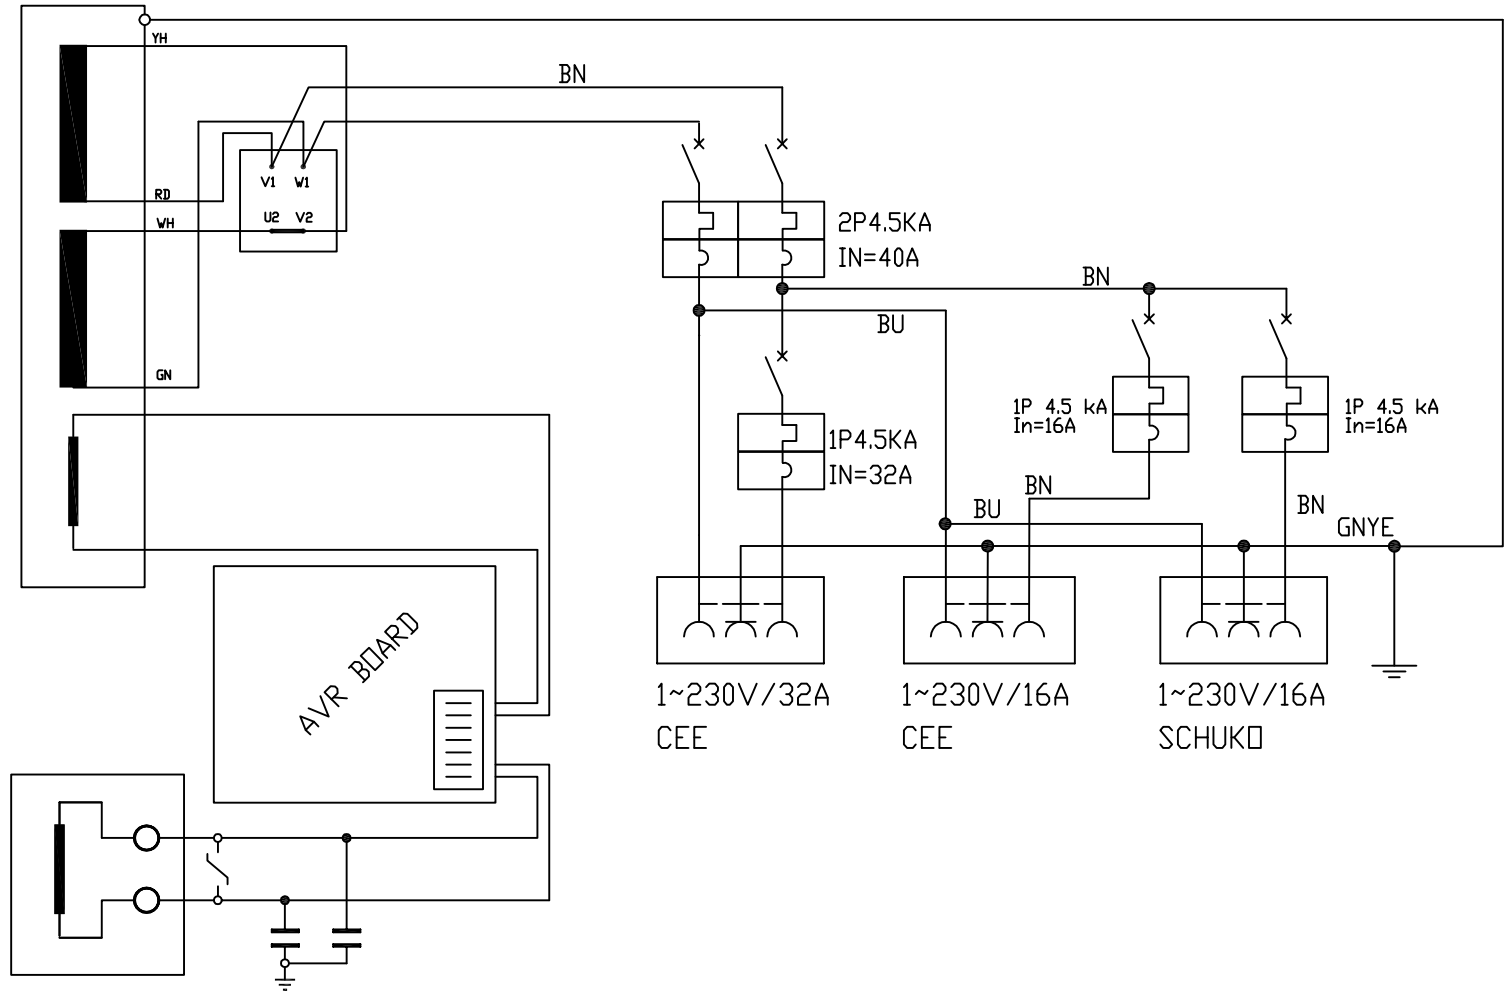 YH
BN
RD
V1 W1
U2 V2
WH
2P4.5KA
IN=40A
BN
BU
GN
1P 4.5 kA
In=16A
1P 4.5 kA
In=16A
1P4.5KA
IN=32A
BN
BU
BN
GNYE
AVR BOARD
1~230V/32A
CEE
1~230V/16A
CEE
1~230V/16A
SCHUKO